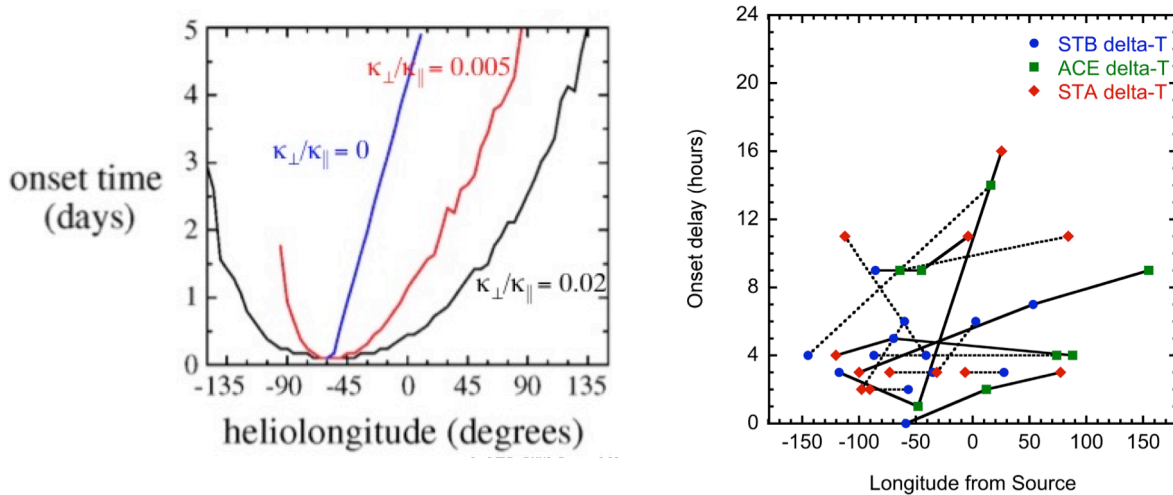 5
4
3
2
1
0
onset time
(days)
κ⊥/κ∥ = 0.005
κ⊥/κ∥ = 0
κ⊥/κ∥ = 0.02
-135 -90 -45 0 45 90 135
heliolongitude (degrees)
24
20
16
12
8
4
0
Onset delay (hours)
STB delta-T
ACE delta-T
STA delta-T
-150 -100 -50 0 50 100 150
Longitude from Source